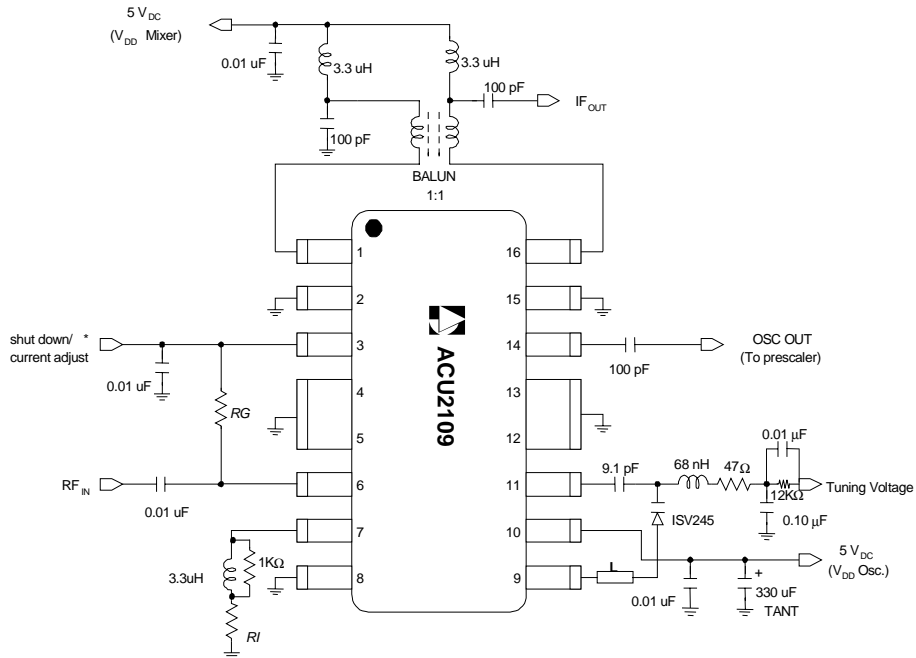 5 V DC
(V DD Mixer)
0.01 uF
3.3 uH
3.3 uH
100 pF
IF OUT
100 pF
BALUN
1:1
1
16
2
15
shut down/ *
current adjust
3
14
OSC OUT
(To prescaler)
0.01 uF
100 pF
ACU2109
4
13
RG
5
12
0.01 µF
68 nH
47Ω
9.1 pF
RF IN
6
11
12KΩ
Tuning Voltage
0.01 uF
ISV245
0.10 µF
7
10
1KΩ
3.3uH
5 V DC
(V DD Osc.)
8
9
L
+
0.01 uF
330 uF
TANT
RI